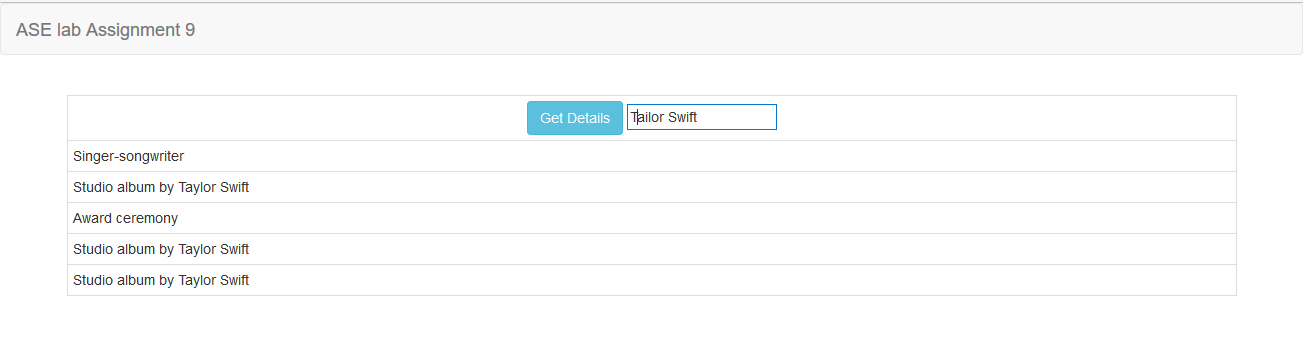 ASE lab Assignment 9
Get Details Tailor Swift
Singer-songwriter
Studio album by Taylor Swift
Award ceremony
Studio album by Taylor Swift
Studio album by Taylor Swift